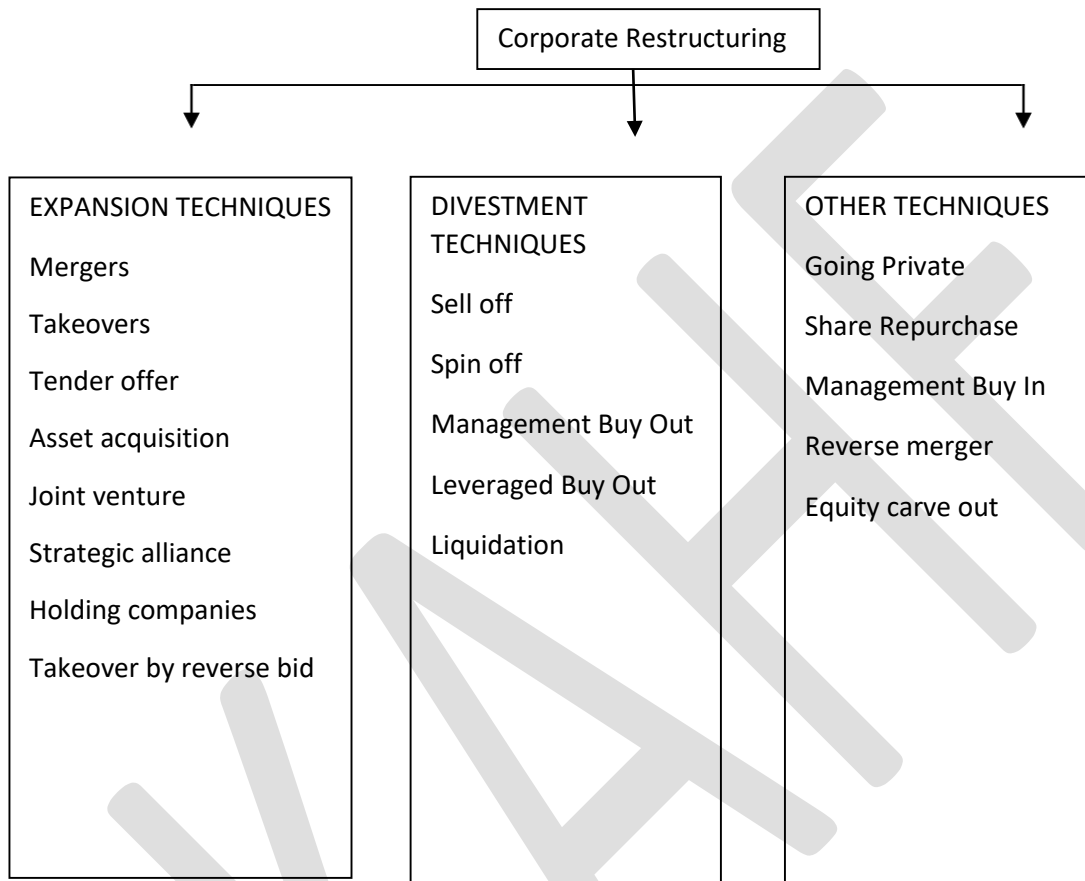 Corporate Restructuring
EXPANSION TECHNIQUES
Mergers
Takeovers
Tender offer
Asset acquisition
Joint venture
Strategic alliance
Holding companies
Takeover by reverse bid
DIVESTMENT
TECHNIQUES
Sell off
Spin off
Management Buy Out
Leveraged Buy Out
Liquidation
OTHER TECHNIQUES
Going Private
Share Repurchase
Management Buy In
Reverse merger
Equity carve out